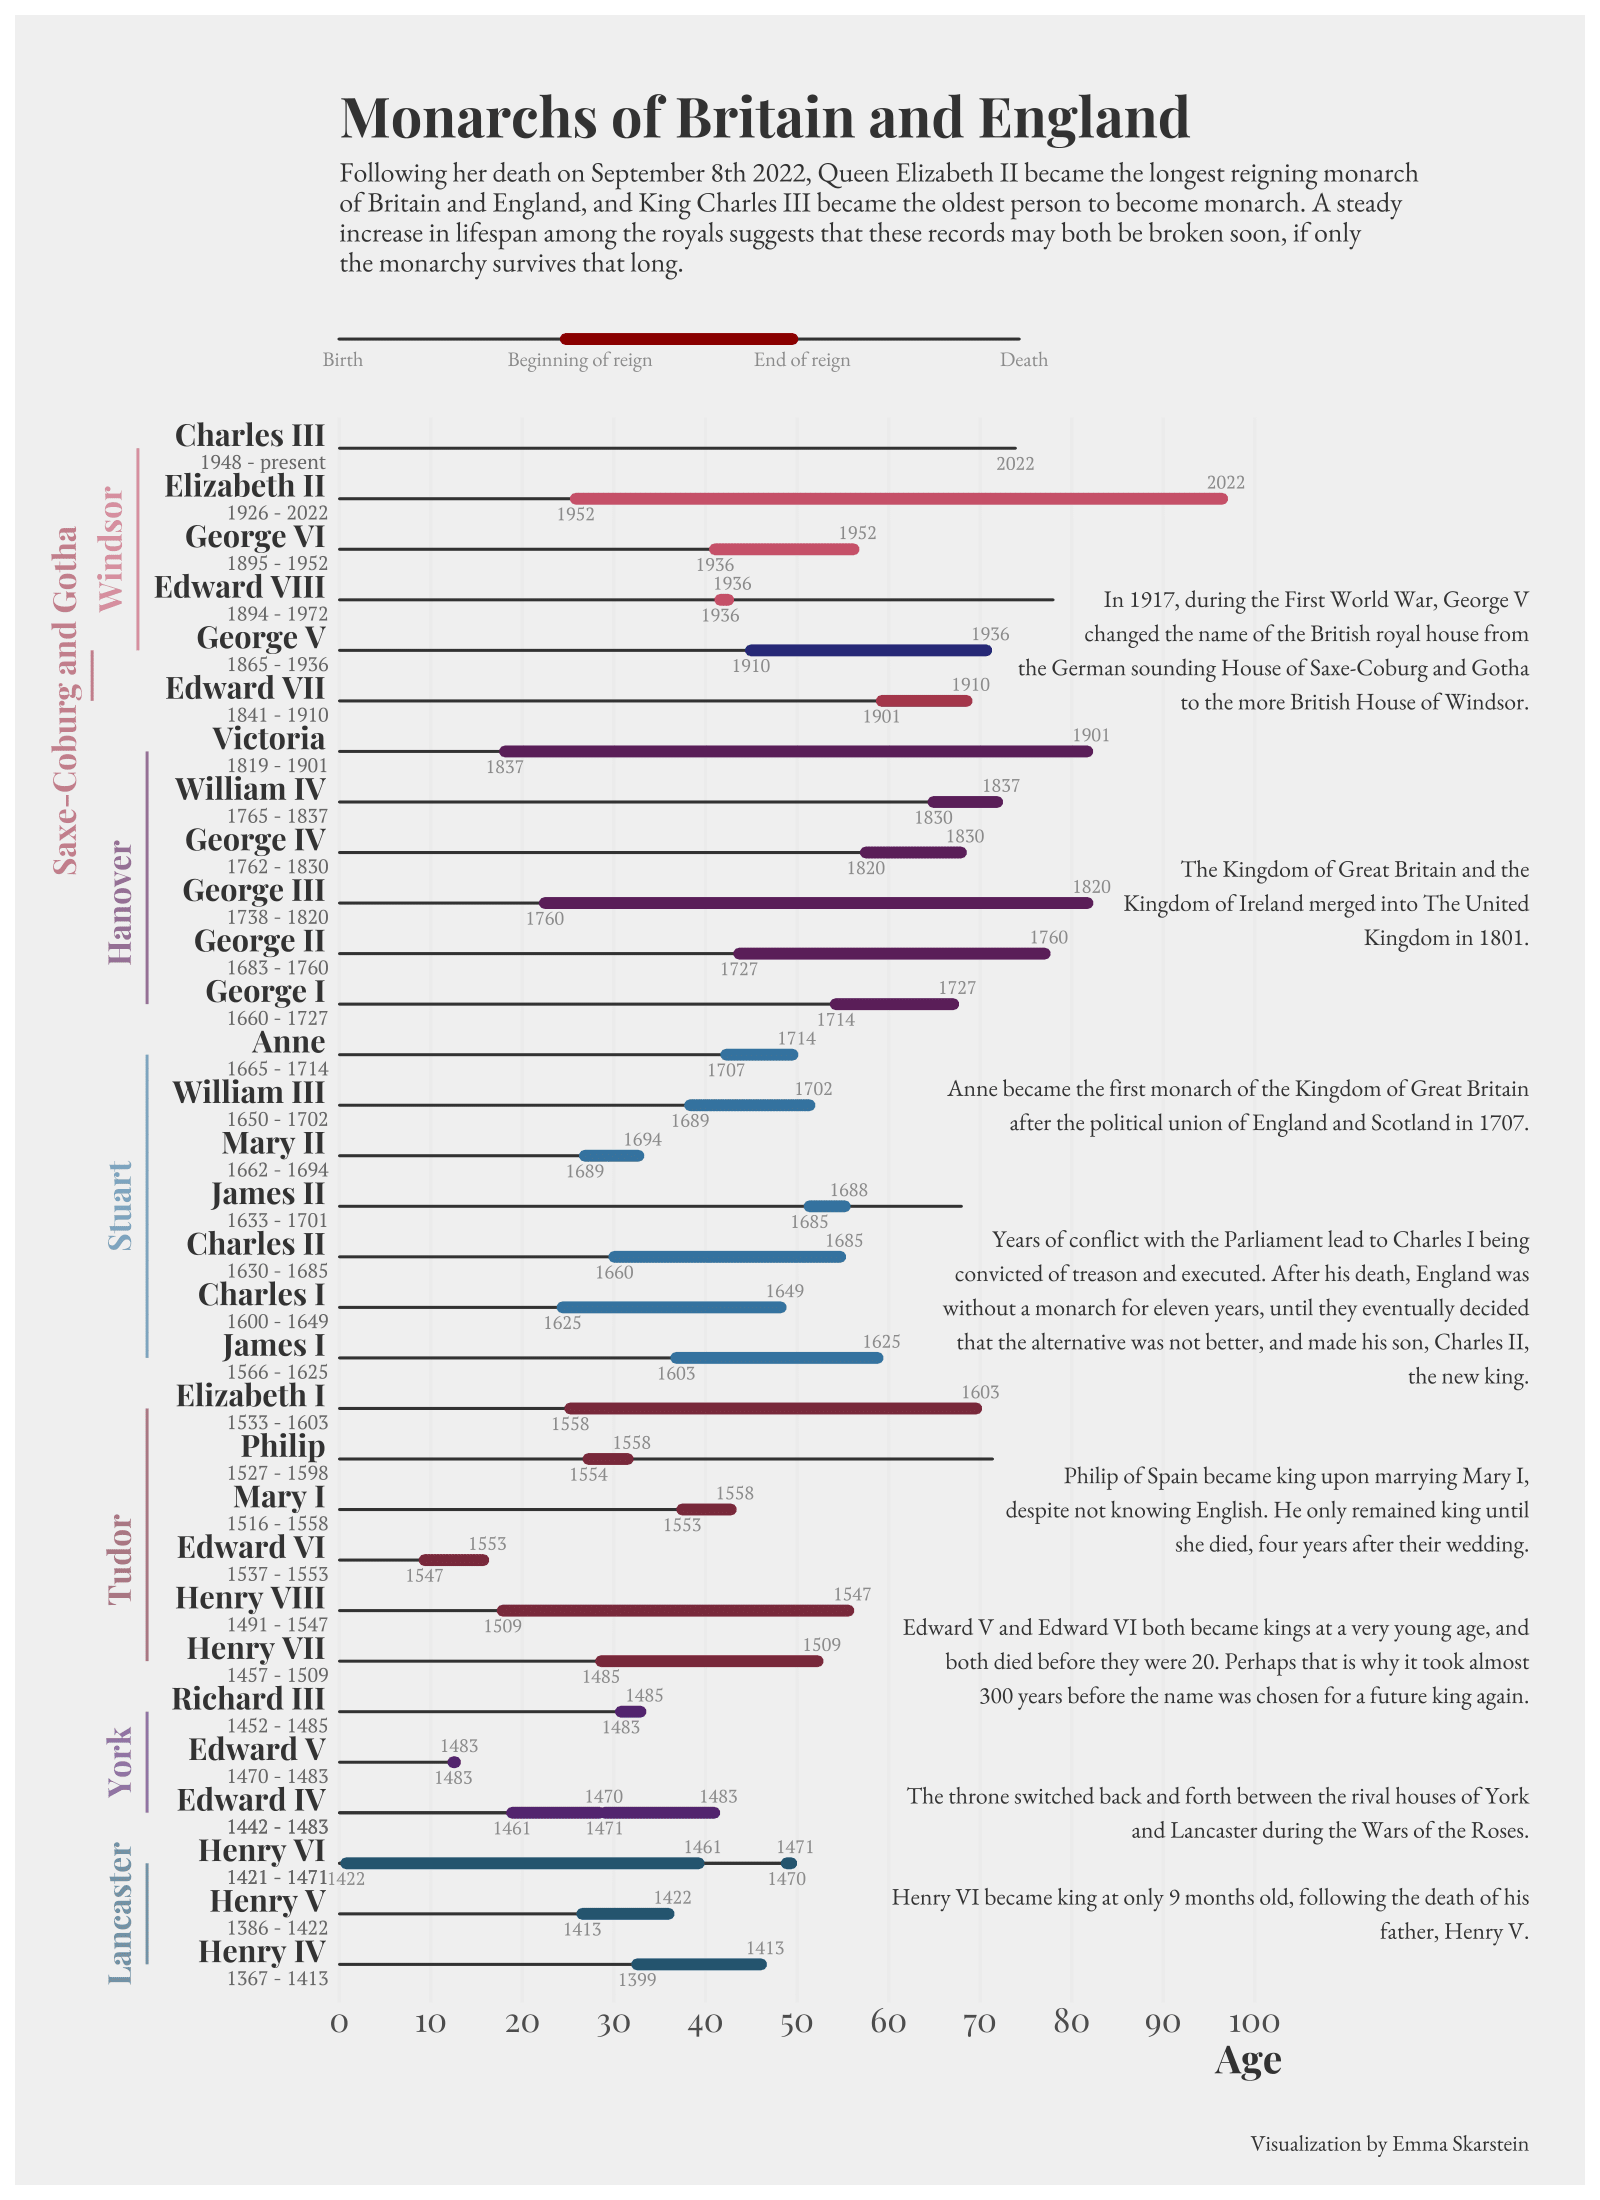 Monarchs of Britain and England
Following her death on September 8th 2022, Queen Elizabeth II became the longest reigning monarch
of Britain and England, and King Charles III became the oldest person to become monarch. A steady
increase in lifespan among the royals suggests that these records may both be broken soon, if only
the monarchy survives that long.
Birth
Beginning of reign
End of reign
Death
Windsor
Saxe-Coburg and Gotha
Hanover
Stuart
Tudor
York
Lancaster
Charles III
1948 - present
2022
Elizabeth II
1926 - 2022
1952
2022
George VI
1895 - 1952
1936
1952
Edward VIII
1894 - 1972
1936
1936
George V
1865 - 1936
1910
1936
Edward VII
1841 - 1910
1901
1910
In 1917, during the First World War, George V
changed the name of the British royal house from
the German sounding House of Saxe-Coburg and Gotha
to the more British House of Windsor.
Victoria
1819 - 1901
1837
1901
William IV
1765 - 1837
1830
1837
George IV
1762 - 1830
1820
1830
George III
1738 - 1820
1760
1820
The Kingdom of Great Britain and the
Kingdom of Ireland merged into The United
Kingdom in 1801.
George II
1683 - 1760
1727
1760
George I
1660 - 1727
1714
1727
Anne
1665 - 1714
1707
1714
Anne became the first monarch of the Kingdom of Great Britain
after the political union of England and Scotland in 1707.
William III
1650 - 1702
1689
1702
Mary II
1662 - 1694
1689
1694
James II
1633 - 1701
1685
1688
Charles II
1630 - 1685
1660
1685
Years of conflict with the Parliament lead to Charles I being
convicted of treason and executed. After his death, England was
without a monarch for eleven years, until they eventually decided
that the alternative was not better, and made his son, Charles II,
the new king.
Charles I
1600 - 1649
1625
1649
James I
1566 - 1625
1603
1625
Elizabeth I
1533 - 1603
1558
1603
Philip
1527 - 1598
1554
1558
Philip of Spain became king upon marrying Mary I,
despite not knowing English. He only remained king until
she died, four years after their wedding.
Mary I
1516 - 1558
1553
1558
Edward VI
1537 - 1553
1547
1553
Henry VIII
1491 - 1547
1509
1547
Edward V and Edward VI both became kings at a very young age, and
both died before they were 20. Perhaps that is why it took almost
300 years before the name was chosen for a future king again.
Henry VII
1457 - 1509
1485
1509
Richard III
1452 - 1485
1483
1485
Edward V
1470 - 1483
1483
1483
Edward IV
1442 - 1483
1461
1470
1471
1483
The throne switched back and forth between the rival houses of York
and Lancaster during the Wars of the Roses.
Henry VI
1421 - 1471
1422
1461
1470
1471
Henry VI became king at only 9 months old, following the death of his
father, Henry V.
Henry V
1386 - 1422
1413
1422
Henry IV
1367 - 1413
1399
1413
0 10 20 30 40 50 60 70 80 90 100
Age
Visualization by Emma Skarstein